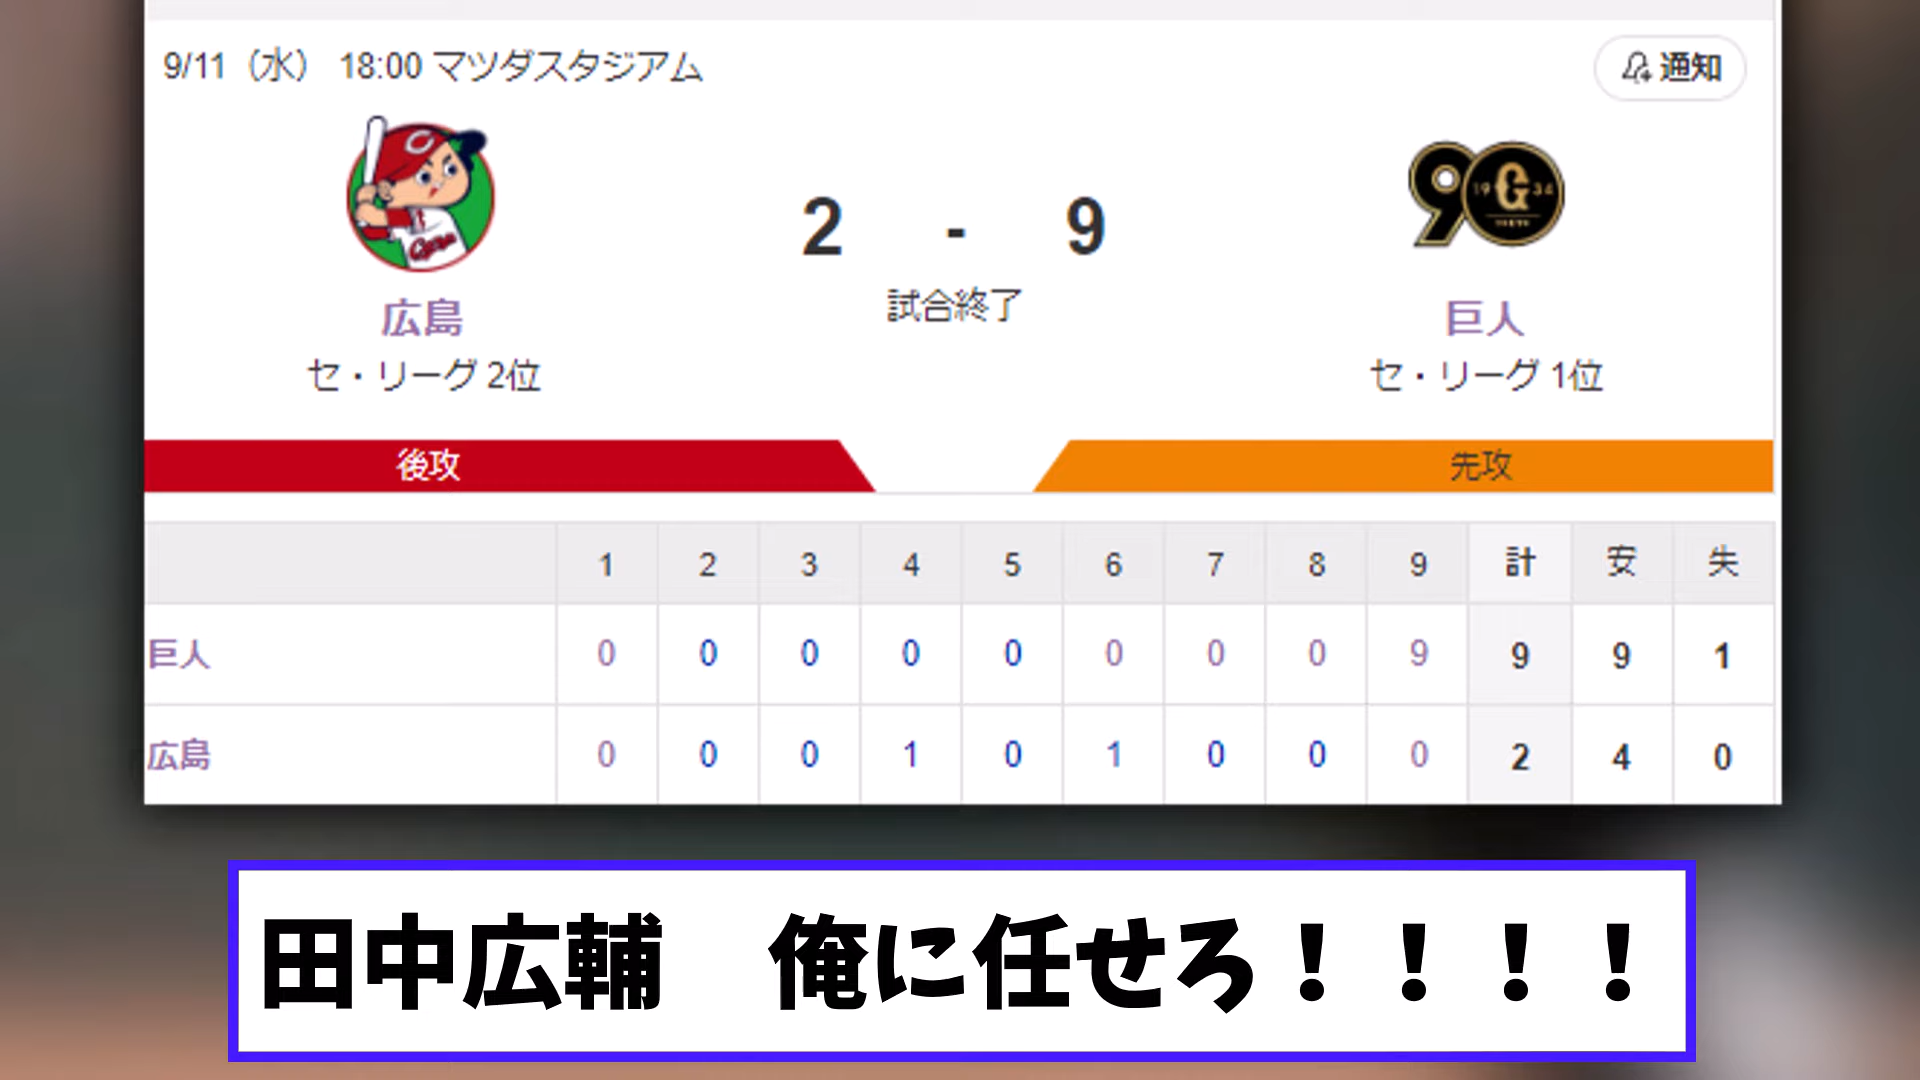 9/11（水） 18:00 マツダスタジアム
通知
2 - 9
試合終了
広島
巨人
セ・リーグ 2位
セ・リーグ 1位
後攻
先攻
1 2 3 4 5 6 7 8 9 計 安 失
巨人 0 0 0 0 0 0 0 0 9 9 9 1
広島 0 0 0 1 0 1 0 0 0 2 4 0
田中広輔　俺に任せろ！！！！